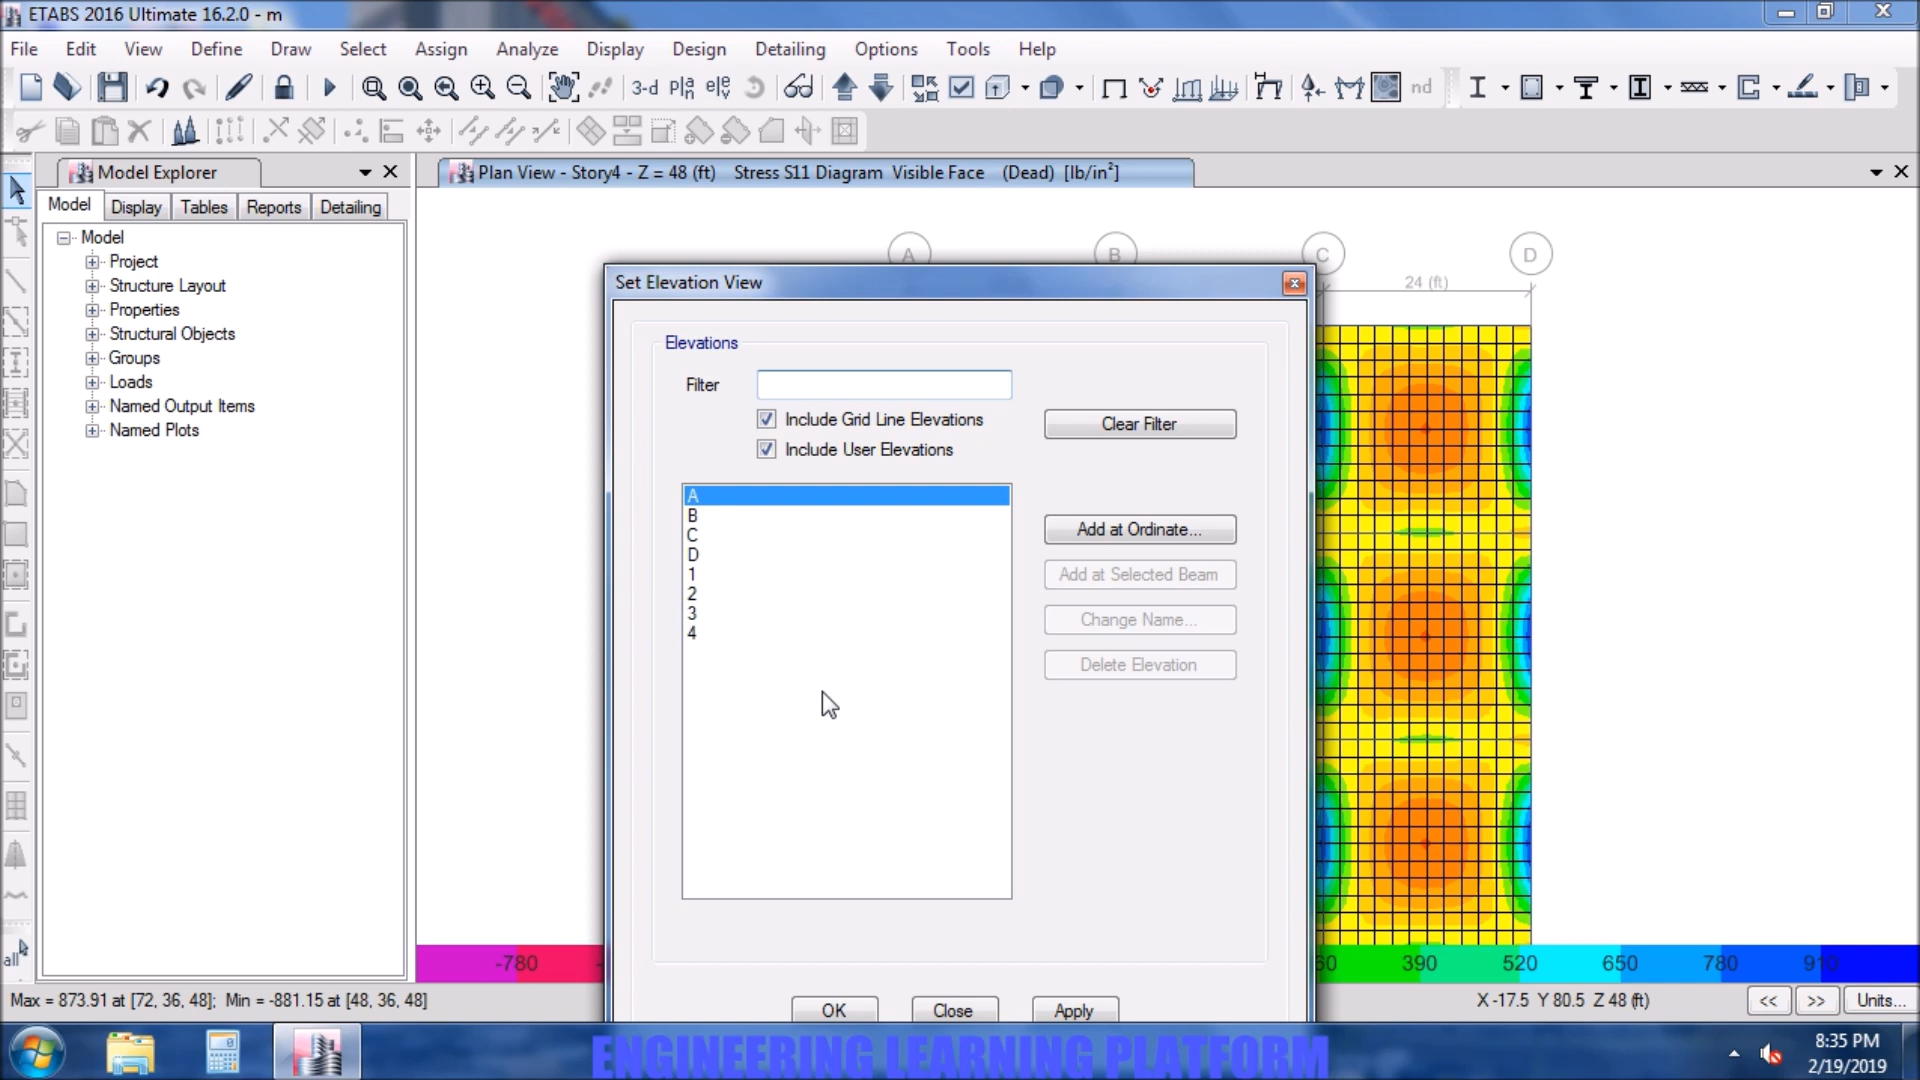 ETABS 2016 Ultimate 16.2.0 - m
File Edit View Define Draw Select Assign Analyze Display Design Detailing Options Tools Help
3-d nd
Model Explorer
Plan View - Story4 - Z = 48 (ft) Stress S11 Diagram Visible Face (Dead) [lb/in²]
Model Display Tables Reports Detailing
Model
Project
Structure Layout
Properties
Structural Objects
Groups
Loads
Named Output Items
Named Plots
all
A B C D
24 (ft)
Set Elevation View
Elevations
Filter
Include Grid Line Elevations
Include User Elevations
Clear Filter
A
B
C
D
1
2
3
4
Add at Ordinate...
Add at Selected Beam
Change Name...
Delete Elevation
OK Close Apply
-780 390 520 650 780 910
Max = 873.91 at [72, 36, 48]; Min = -881.15 at [48, 36, 48]
X -17.5 Y 80.5 Z 48 (ft)
<< >> Units...
ENGINEERING LEARNING PLATFORM
8:35 PM
2/19/2019